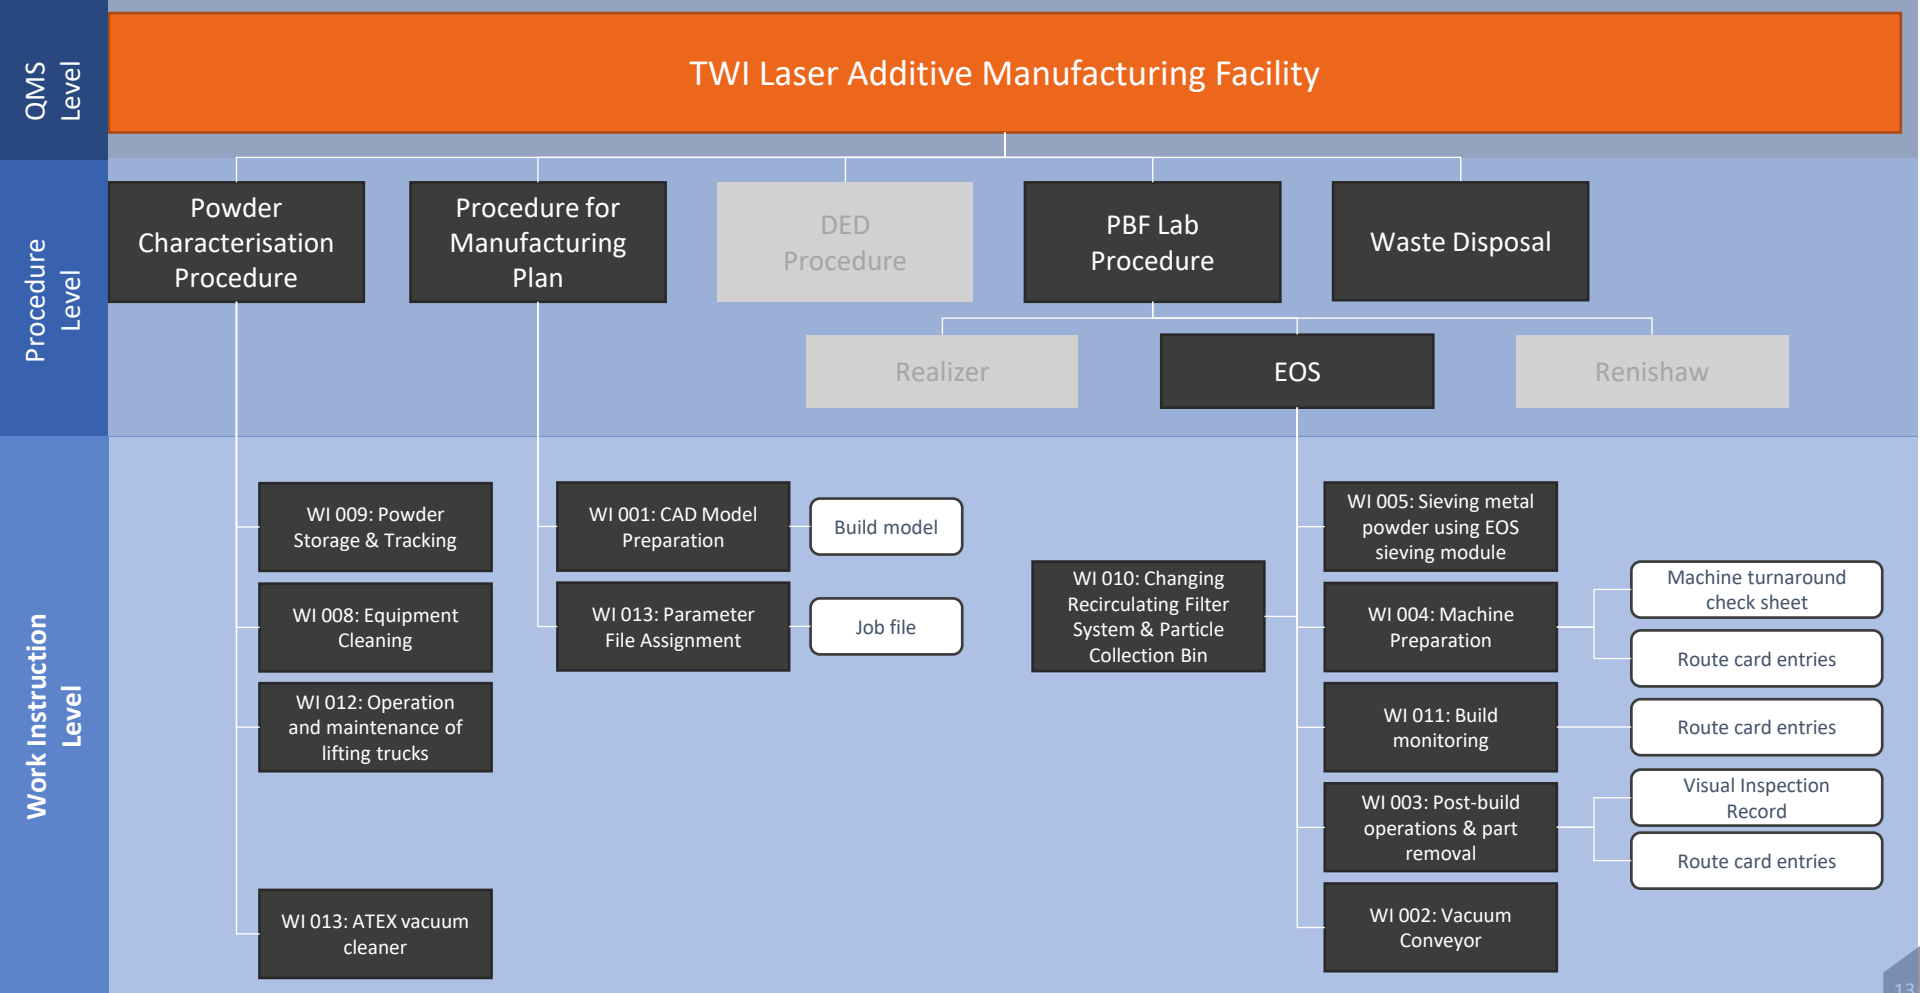 QMS
Level
TWI Laser Additive Manufacturing Facility
Procedure
Level
Powder
Characterisation
Procedure
Procedure for
Manufacturing
Plan
DED
Procedure
PBF Lab
Procedure
Waste Disposal
Realizer
EOS
Renishaw
Work Instruction
Level
WI 009: Powder
Storage & Tracking
WI 008: Equipment
Cleaning
WI 012: Operation
and maintenance of
lifting trucks
WI 013: ATEX vacuum
cleaner
WI 001: CAD Model
Preparation
Build model
WI 013: Parameter
File Assignment
Job file
WI 010: Changing
Recirculating Filter
System & Particle
Collection Bin
WI 005: Sieving metal
powder using EOS
sieving module
WI 004: Machine
Preparation
Machine turnaround
check sheet
Route card entries
WI 011: Build
monitoring
Route card entries
WI 003: Post-build
operations & part
removal
Visual Inspection
Record
Route card entries
WI 002: Vacuum
Conveyor
13